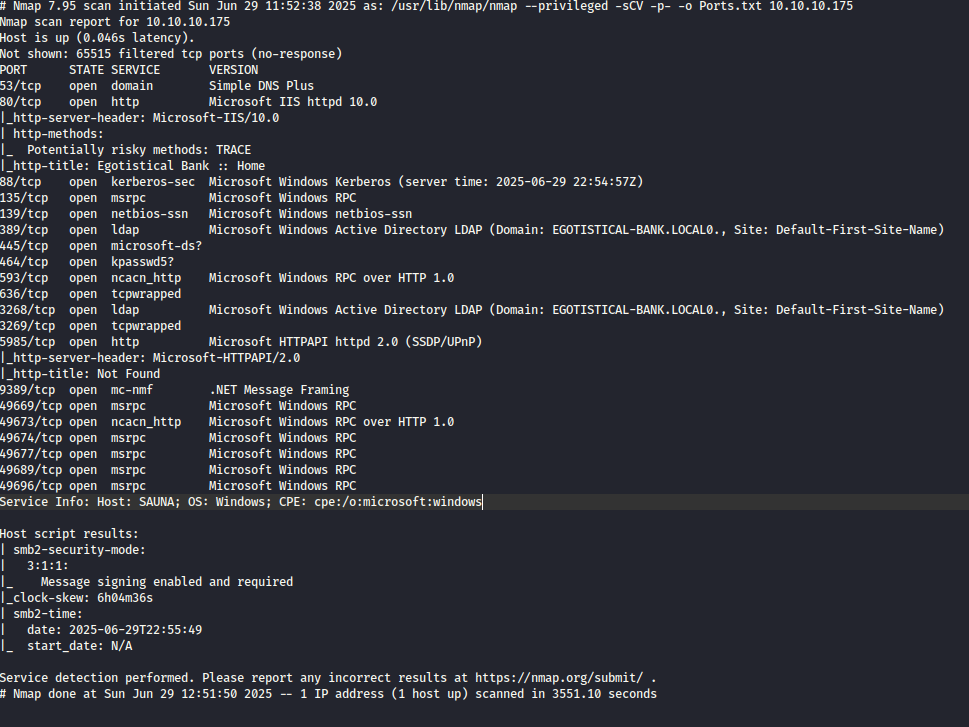 # Nmap 7.95 scan initiated Sun Jun 29 11:52:38 2025 as: /usr/lib/nmap/nmap --privileged -sCV -p- -o Ports.txt 10.10.10.175
Nmap scan report for 10.10.10.175
Host is up (0.046s latency).
Not shown: 65515 filtered tcp ports (no-response)
PORT      STATE SERVICE       VERSION
53/tcp    open  domain        Simple DNS Plus
80/tcp    open  http          Microsoft IIS httpd 10.0
|_http-server-header: Microsoft-IIS/10.0
| http-methods:
|_  Potentially risky methods: TRACE
|_http-title: Egotistical Bank :: Home
88/tcp    open  kerberos-sec  Microsoft Windows Kerberos (server time: 2025-06-29 22:54:57Z)
135/tcp   open  msrpc         Microsoft Windows RPC
139/tcp   open  netbios-ssn   Microsoft Windows netbios-ssn
389/tcp   open  ldap          Microsoft Windows Active Directory LDAP (Domain: EGOTISTICAL-BANK.LOCAL0., Site: Default-First-Site-Name)
445/tcp   open  microsoft-ds?
464/tcp   open  kpasswd5?
593/tcp   open  ncacn_http    Microsoft Windows RPC over HTTP 1.0
636/tcp   open  tcpwrapped
3268/tcp  open  ldap          Microsoft Windows Active Directory LDAP (Domain: EGOTISTICAL-BANK.LOCAL0., Site: Default-First-Site-Name)
3269/tcp  open  tcpwrapped
5985/tcp  open  http          Microsoft HTTPAPI httpd 2.0 (SSDP/UPnP)
|_http-server-header: Microsoft-HTTPAPI/2.0
|_http-title: Not Found
9389/tcp  open  mc-nmf        .NET Message Framing
49669/tcp open  msrpc         Microsoft Windows RPC
49673/tcp open  ncacn_http    Microsoft Windows RPC over HTTP 1.0
49674/tcp open  msrpc         Microsoft Windows RPC
49677/tcp open  msrpc         Microsoft Windows RPC
49689/tcp open  msrpc         Microsoft Windows RPC
49696/tcp open  msrpc         Microsoft Windows RPC
Service Info: Host: SAUNA; OS: Windows; CPE: cpe:/o:microsoft:windows

Host script results:
| smb2-security-mode:
|   3:1:1:
|_    Message signing enabled and required
|_clock-skew: 6h04m36s
| smb2-time:
|   date: 2025-06-29T22:55:49
|_  start_date: N/A

Service detection performed. Please report any incorrect results at https://nmap.org/submit/ .
# Nmap done at Sun Jun 29 12:51:50 2025 -- 1 IP address (1 host up) scanned in 3551.10 seconds